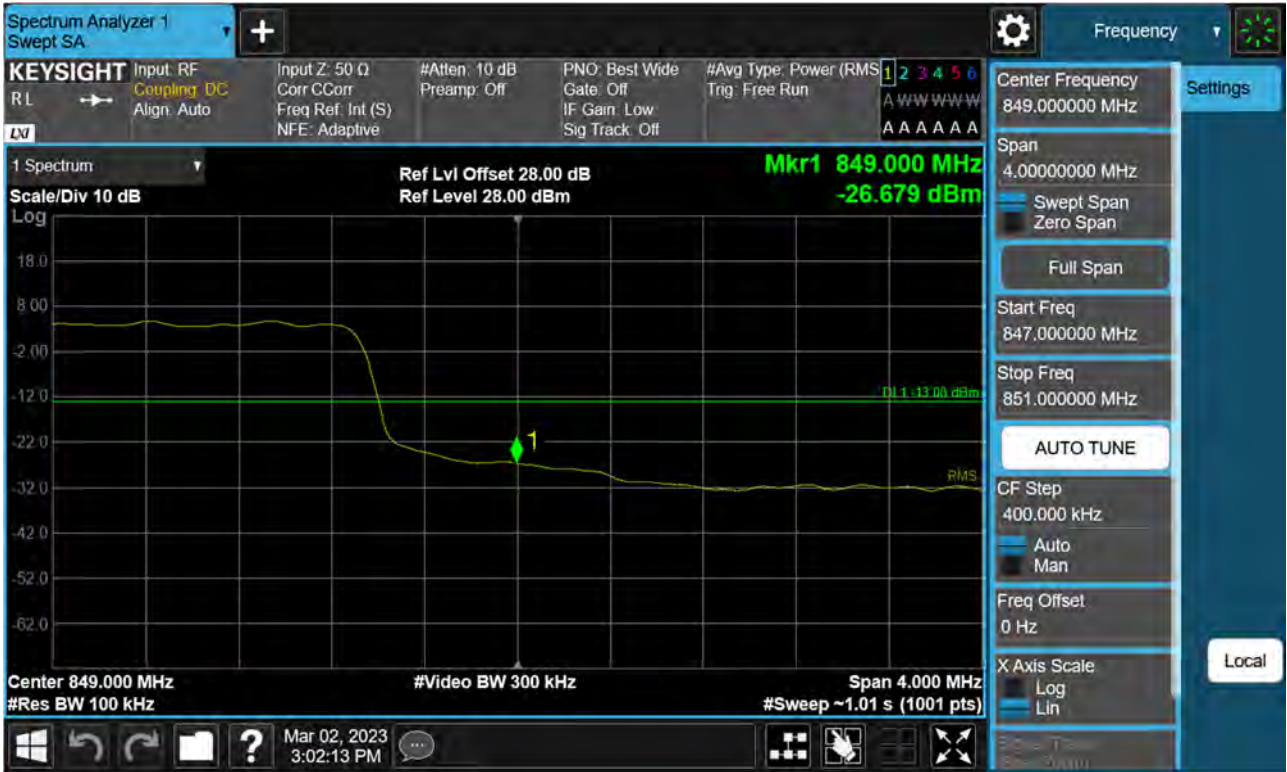 Spectrum Analyzer 1
Swept SA
+
Frequency
KEYSIGHT
RL
LXI
Input: RF
Coupling: DC
Align: Auto
Input Z: 50 Ω
Corr CCorr
Freq Ref: Int (S)
NFE: Adaptive
#Atten: 10 dB
Preamp: Off
PNO: Best Wide
Gate: Off
IF Gain: Low
Sig Track: Off
#Avg Type: Power (RMS
Trig: Free Run
1 2 3 4 5 6
A W W W W W
A A A A A A
1 Spectrum
Scale/Div 10 dB
Log
Ref Lvl Offset 28.00 dB
Ref Level 28.00 dBm
Mkr1 849.000 MHz
-26.679 dBm
18.0
8.00
-2.00
-12.0
-22.0
-32.0
-42.0
-52.0
-62.0
DL1 -13.00 dBm
1
RMS
Center 849.000 MHz
#Res BW 100 kHz
#Video BW 300 kHz
Span 4.000 MHz
#Sweep ~1.01 s (1001 pts)
Center Frequency
849.000000 MHz
Settings
Span
4.00000000 MHz
Swept Span
Zero Span
Full Span
Start Freq
847.000000 MHz
Stop Freq
851.000000 MHz
AUTO TUNE
CF Step
400.000 kHz
Auto
Man
Freq Offset
0 Hz
X Axis Scale
Log
Lin
Local
?
Mar 02, 2023
3:02:13 PM